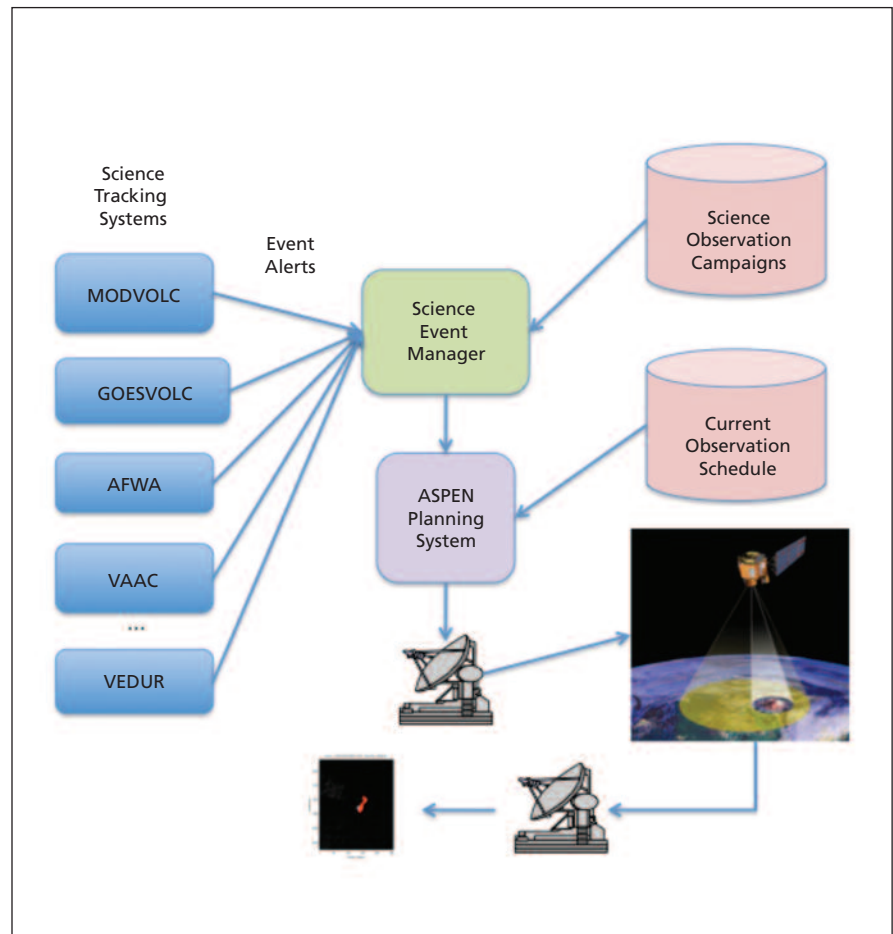 Science
Tracking
Systems
Event
Alerts
MODVOLC
GOESVOLC
AFWA
VAAC
...
VEDUR
Science
Event
Manager
ASPEN
Planning
System
Science
Observation
Campaigns
Current
Observation
Schedule